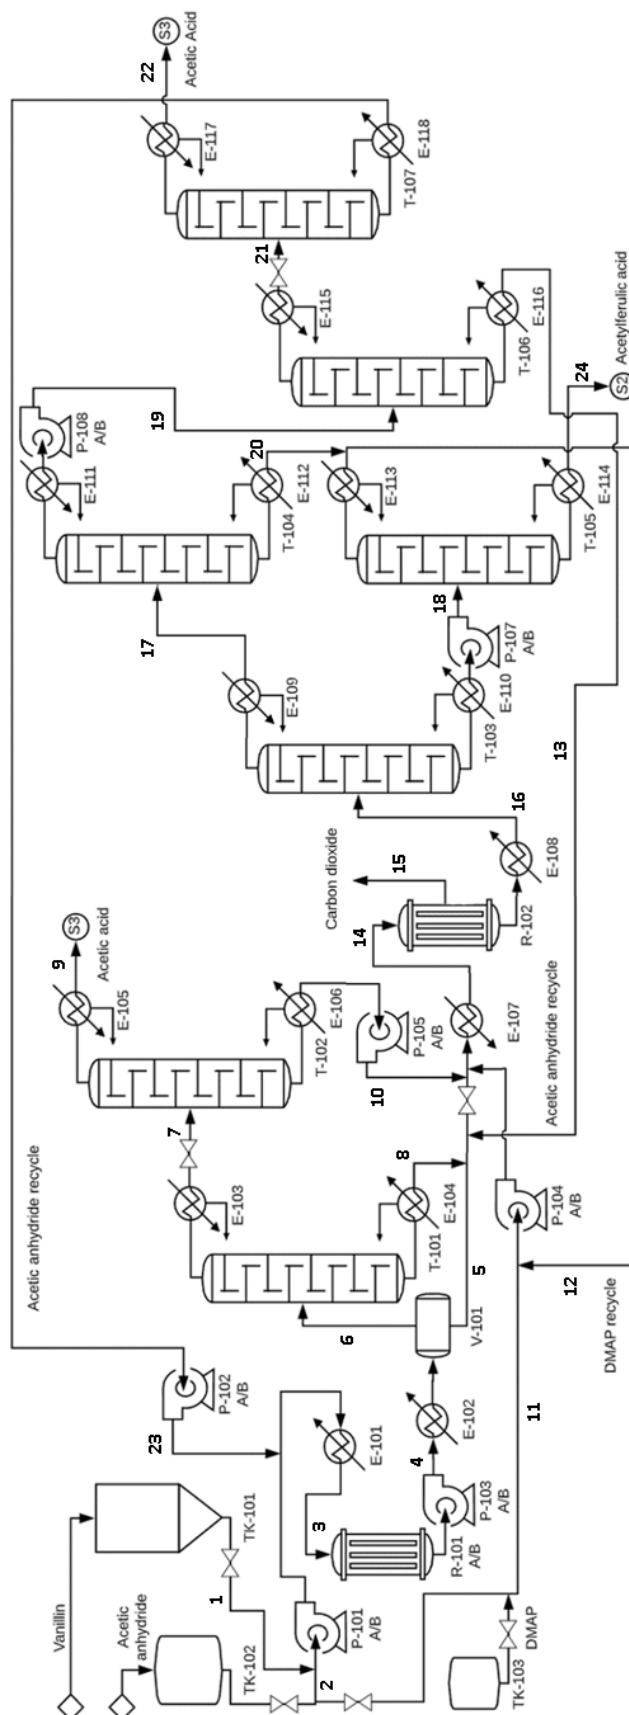 Vanillin
Acetic
anhydride
TK-101
TK-102
1
2
P-101
A/B
TK-103
DMAP
Acetic anhydride recycle
P-102
A/B
23
E-101
3
R-101
A/B
P-103
A/B
4
E-102
V-101
5
6
11
12
DMAP recycle
P-104
A/B
T-101
E-103
E-104
7
8
T-102
E-105
E-106
9
S3
Acetic acid
P-105
A/B
10
Acetic anhydride recycle
13
E-107
14
R-102
15
Carbon dioxide
E-108
16
T-103
E-109
E-110
17
P-107
A/B
18
T-104
E-111
E-112
P-108
A/B
19
20
T-105
E-113
E-114
24
S2
Acetylferulic acid
T-106
E-115
E-116
21
T-107
E-117
E-118
22
S3
Acetic Acid